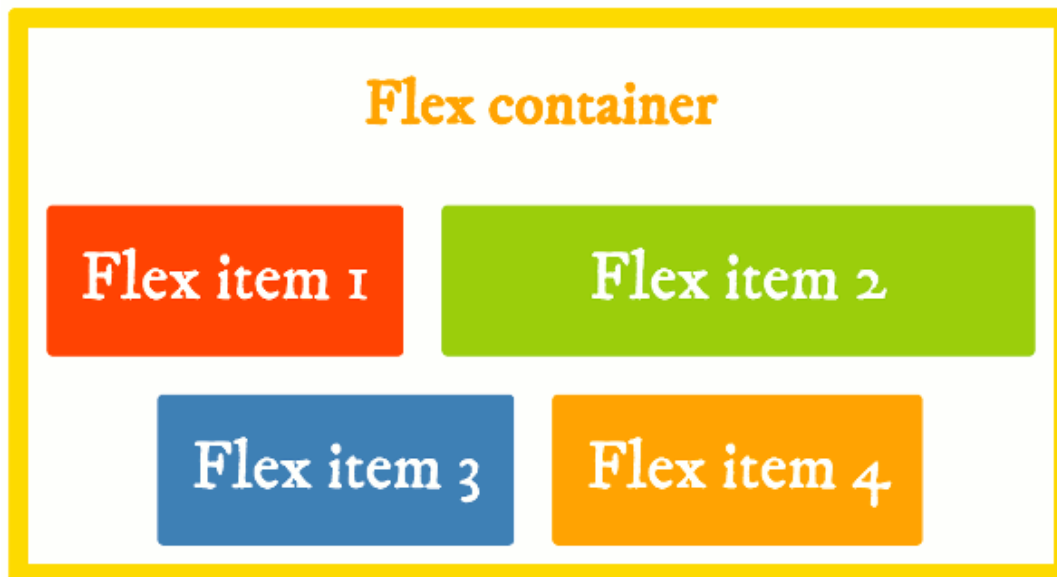 Flex container
Flex item 1
Flex item 2
Flex item 3
Flex item 4